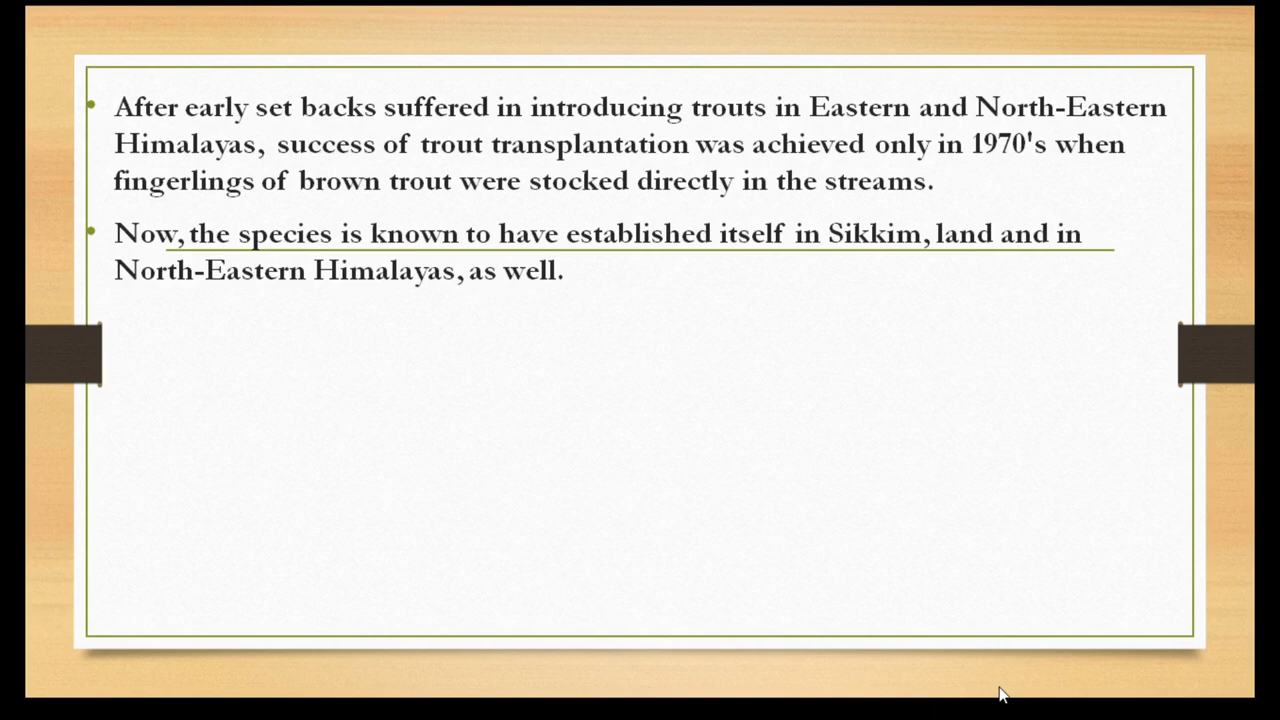 • After early set backs suffered in introducing trouts in Eastern and North-Eastern
Himalayas, success of trout transplantation was achieved only in 1970's when
fingerlings of brown trout were stocked directly in the streams.
• Now, the species is known to have established itself in Sikkim, land and in
North-Eastern Himalayas, as well.